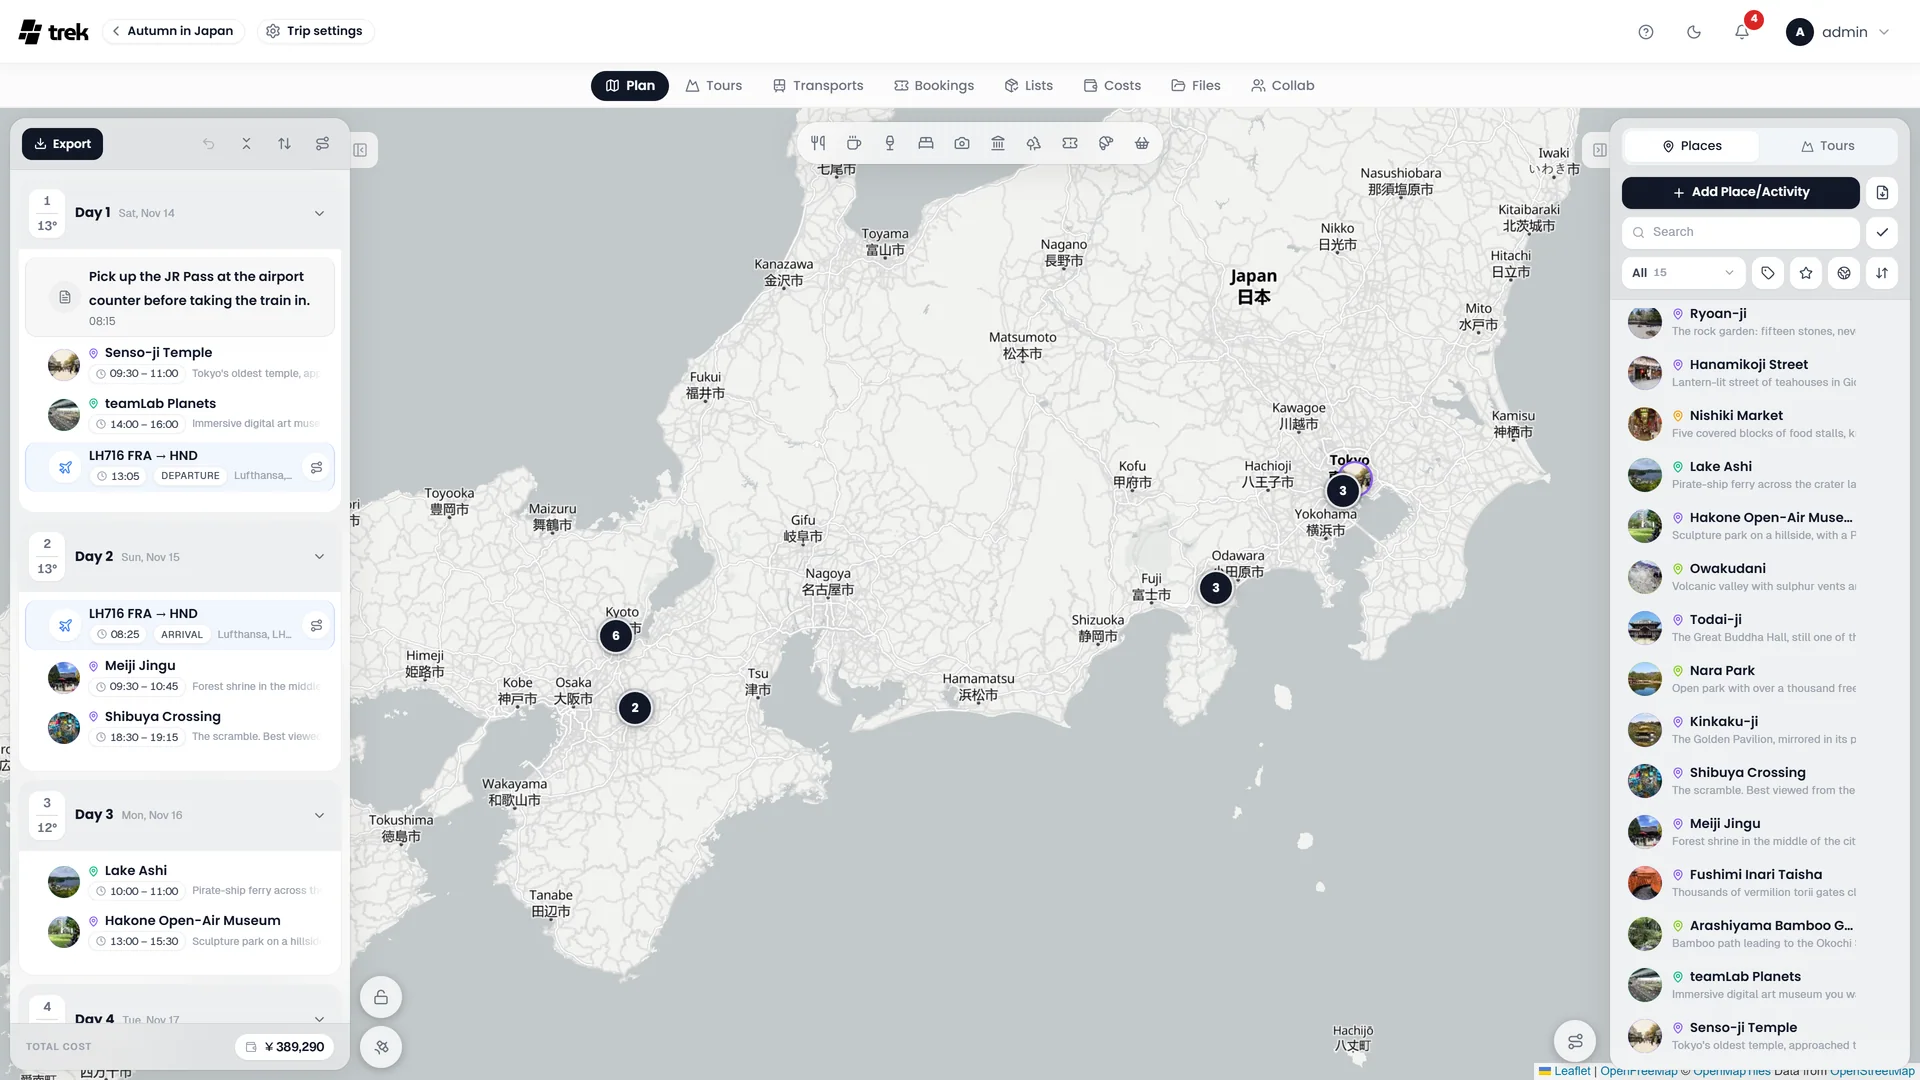 trek
Autumn in Japan
Trip settings
4
A
admin
Plan
Tours
Transports
Bookings
Lists
Costs
Files
Collab
Export
1
13°
Day 1 Sat, Nov 14
Pick up the JR Pass at the airport
counter before taking the train in.
08:15
Senso-ji Temple
09:30 – 11:00 Tokyo's oldest temple, app
teamLab Planets
14:00 – 16:00 Immersive digital art muse
LH716 FRA → HND
13:05 DEPARTURE Lufthansa,...
2
13°
Day 2 Sun, Nov 15
LH716 FRA → HND
08:25 ARRIVAL Lufthansa, LH...
Meiji Jingu
09:30 – 10:45 Forest shrine in the middle
Shibuya Crossing
18:30 – 19:15 The scramble. Best viewed
3
12°
Day 3 Mon, Nov 16
Lake Ashi
10:00 – 11:00 Pirate-ship ferry across the
Hakone Open-Air Museum
13:00 – 15:30 Sculpture park on a hillside
4
Day 4 Tue, Nov 17
TOTAL COST
¥ 389,290
七尾市
Toyama
富山市
Kanazawa
金沢市
Nagano
長野市
Nasushiobara
那須塩原市
Iwaki
いわき市
Kitaibaraki
北茨城市
Nikko
日光市
Hitachi
日立市
Japan
日本
Mito
水戸市
Matsumoto
松本市
Fukui
福井市
Kawagoe
川越市
Kamisu
神栖市
Tokyo
Kofu
甲府市
Hachioji
八王子市
3
Yokohama
横浜市
Toyooka
豊岡市
Maizuru
舞鶴市
Gifu
岐阜市
Odawara
小田原市
3
Nagoya
名古屋市
Fuji
富士市
Kyoto
市
6
Shizuoka
静岡市
Himeji
姫路市
Kobe
神戸市
Osaka
大阪市
Tsu
津市
2
Hamamatsu
浜松市
Wakayama
和歌山市
Tokushima
徳島市
Tanabe
田辺市
Hachijō
八丈町
四万十市
Places
Tours
Add Place/Activity
Search
All 15
Ryoan-ji
The rock garden: fifteen stones, nev
Hanamikoji Street
Lantern-lit street of teahouses in Gio
Nishiki Market
Five covered blocks of food stalls, k
Lake Ashi
Pirate-ship ferry across the crater la
Hakone Open-Air Muse...
Sculpture park on a hillside, with a P
Owakudani
Volcanic valley with sulphur vents a
Todai-ji
The Great Buddha Hall, still one of th
Nara Park
Open park with over a thousand free
Kinkaku-ji
The Golden Pavilion, mirrored in its p
Shibuya Crossing
The scramble. Best viewed from the
Meiji Jingu
Forest shrine in the middle of the cit
Fushimi Inari Taisha
Thousands of vermilion torii gates cl
Arashiyama Bamboo G...
Bamboo path leading to the Okochi
teamLab Planets
Immersive digital art museum you w
Senso-ji Temple
Tokyo's oldest temple, approached t
Leaflet | OpenFreeMap © OpenMapTiles Data from OpenStreetMap